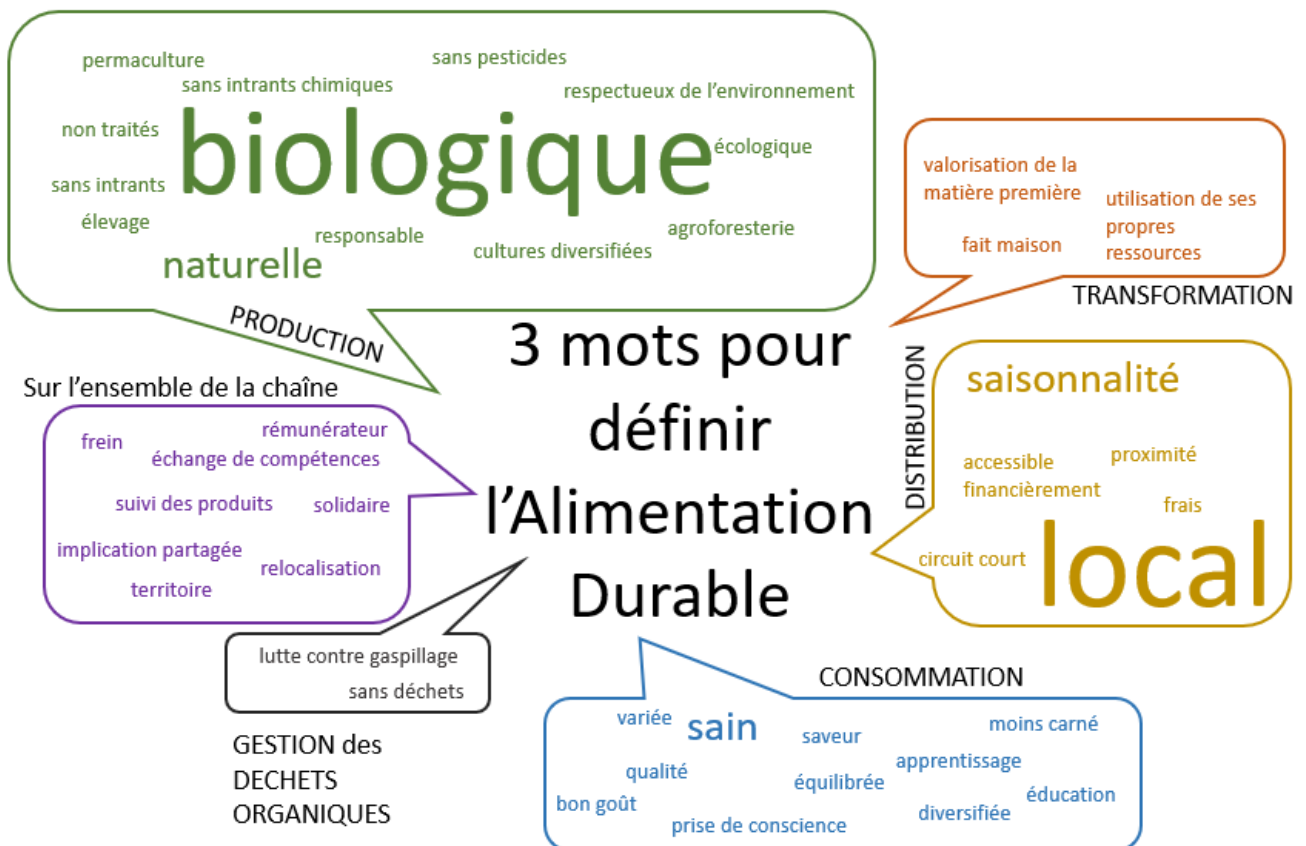 permaculture
sans pesticides
sans intrants chimiques
respectueux de l'environnement
non traités
biologique
écologique
sans intrants
élevage
responsable
cultures diversifiées
agroforesterie
naturelle
PRODUCTION
valorisation de la
matière première
utilisation de ses
propres
ressources
fait maison
TRANSFORMATION
3 mots pour
définir
l'Alimentation
Durable
Sur l'ensemble de la chaîne
frein
rémunérateur
échange de compétences
suivi des produits
solidaire
implication partagée
relocalisation
territoire
DISTRIBUTION
saisonnalité
accessible
financièrement
proximité
frais
circuit court
local
lutte contre gaspillage
sans déchets
GESTION des
DECHETS
ORGANIQUES
CONSOMMATION
variée
sain
saveur
moins carné
qualité
équilibrée
apprentissage
bon goût
prise de conscience
diversifiée
éducation